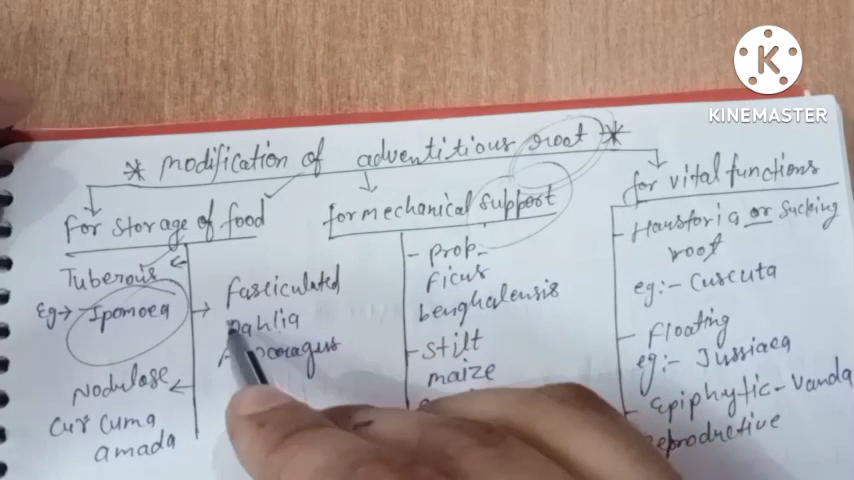 KINEMASTER
* modification of adventitious root *
for storage of food
Tuberous
Eg → Ipomoea
Nodulose
Curcuma
amada
fasciculated
Dahlia
for mechanical support
- prop-
ficus
benghalensis
- stilt
maize
for vital functions
- Haustoria or Sucking
root
eg:- Cuscuta
- Floating
eg:- Jussiaea
- Epiphytic - Vanda
Reproductive